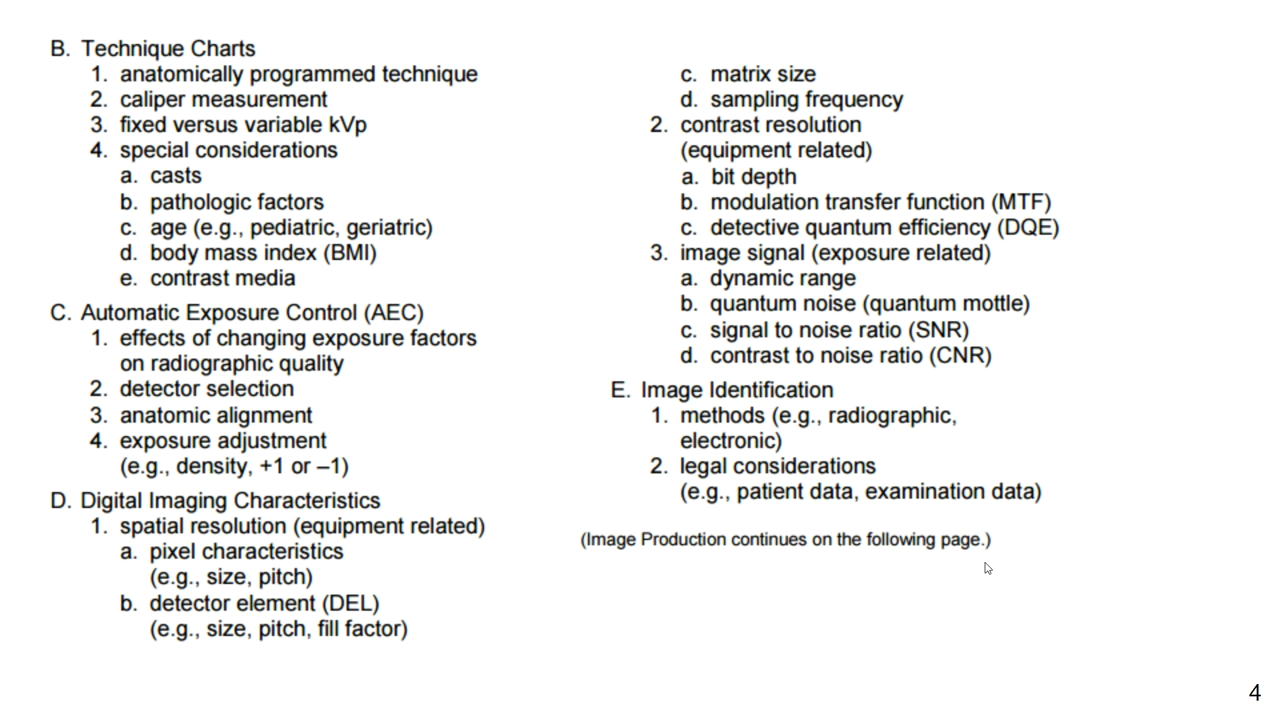 B. Technique Charts
1. anatomically programmed technique
2. caliper measurement
3. fixed versus variable kVp
4. special considerations
a. casts
b. pathologic factors
c. age (e.g., pediatric, geriatric)
d. body mass index (BMI)
e. contrast media
C. Automatic Exposure Control (AEC)
1. effects of changing exposure factors
on radiographic quality
2. detector selection
3. anatomic alignment
4. exposure adjustment
(e.g., density, +1 or –1)
D. Digital Imaging Characteristics
1. spatial resolution (equipment related)
a. pixel characteristics
(e.g., size, pitch)
b. detector element (DEL)
(e.g., size, pitch, fill factor)
c. matrix size
d. sampling frequency
2. contrast resolution
(equipment related)
a. bit depth
b. modulation transfer function (MTF)
c. detective quantum efficiency (DQE)
3. image signal (exposure related)
a. dynamic range
b. quantum noise (quantum mottle)
c. signal to noise ratio (SNR)
d. contrast to noise ratio (CNR)
E. Image Identification
1. methods (e.g., radiographic,
electronic)
2. legal considerations
(e.g., patient data, examination data)
(Image Production continues on the following page.)
4